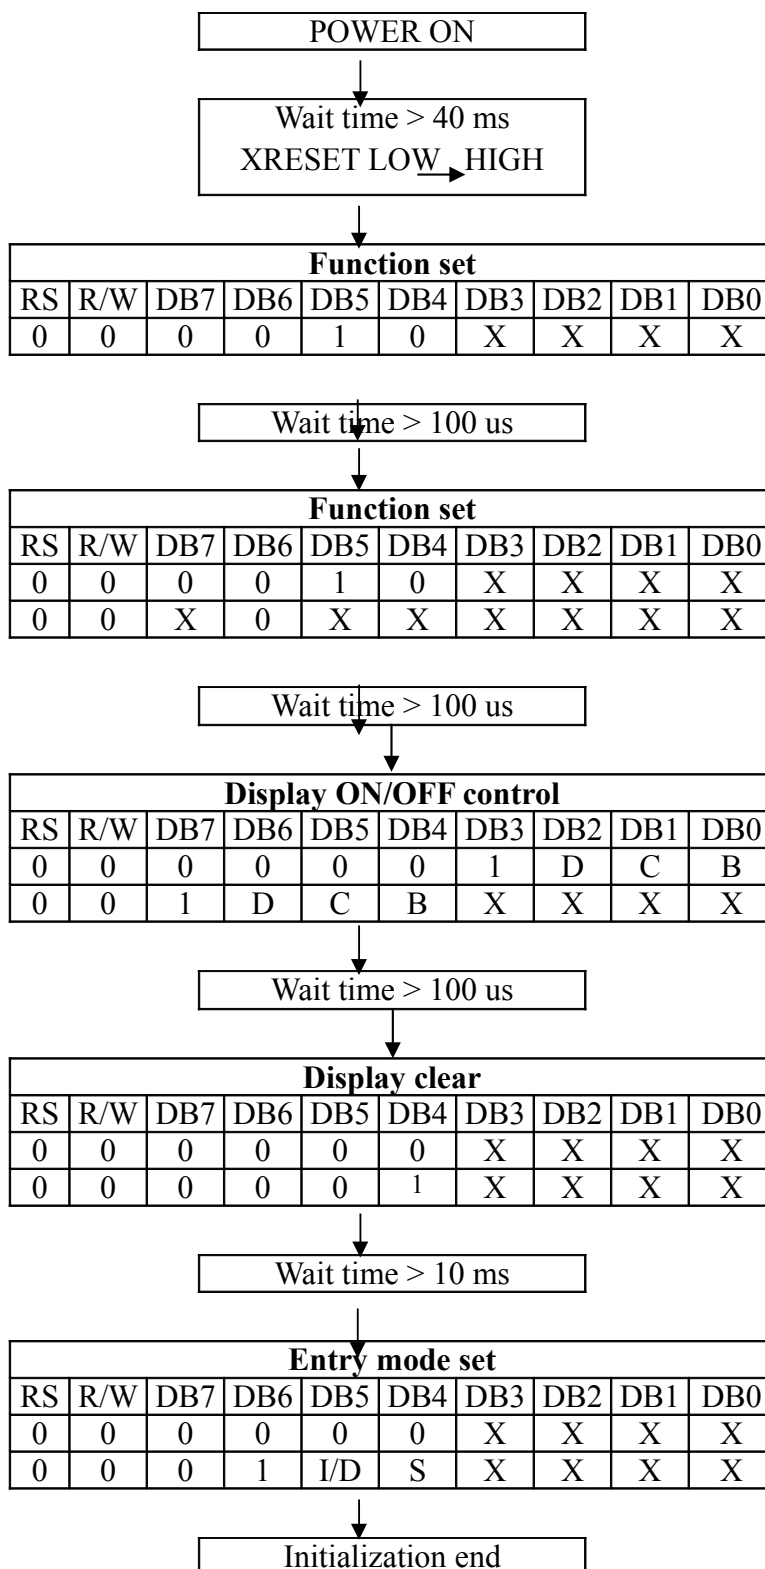 POWER ON
Wait time > 40 ms
XRESET LOW → HIGH
Function set
RS R/W DB7 DB6 DB5 DB4 DB3 DB2 DB1 DB0
0 0 0 0 1 0 X X X X
Wait time > 100 us
Function set
RS R/W DB7 DB6 DB5 DB4 DB3 DB2 DB1 DB0
0 0 0 0 1 0 X X X X
0 0 X 0 X X X X X X
Wait time > 100 us
Display ON/OFF control
RS R/W DB7 DB6 DB5 DB4 DB3 DB2 DB1 DB0
0 0 0 0 0 0 1 D C B
0 0 1 D C B X X X X
Wait time > 100 us
Display clear
RS R/W DB7 DB6 DB5 DB4 DB3 DB2 DB1 DB0
0 0 0 0 0 0 X X X X
0 0 0 0 0 1 X X X X
Wait time > 10 ms
Entry mode set
RS R/W DB7 DB6 DB5 DB4 DB3 DB2 DB1 DB0
0 0 0 0 0 0 X X X X
0 0 0 1 I/D S X X X X
Initialization end